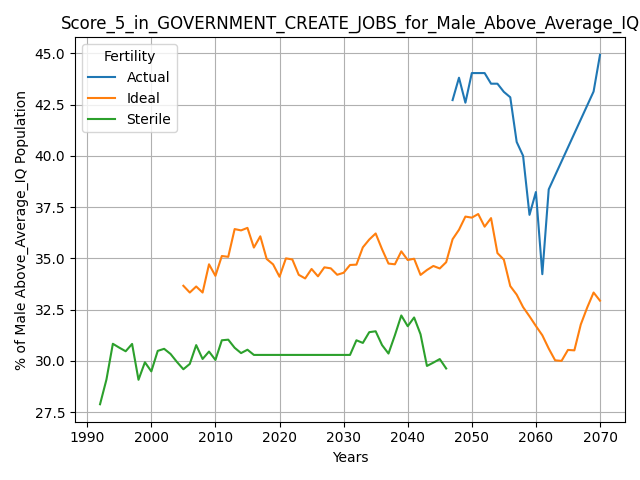 Score_5_in_GOVERNMENT_CREATE_JOBS_for_Male_Above_Average_IQ
Fertility
Actual
Ideal
Sterile
% of Male Above_Average_IQ Population
45.0
42.5
40.0
37.5
35.0
32.5
30.0
27.5
1990 2000 2010 2020 2030 2040 2050 2060 2070
Years